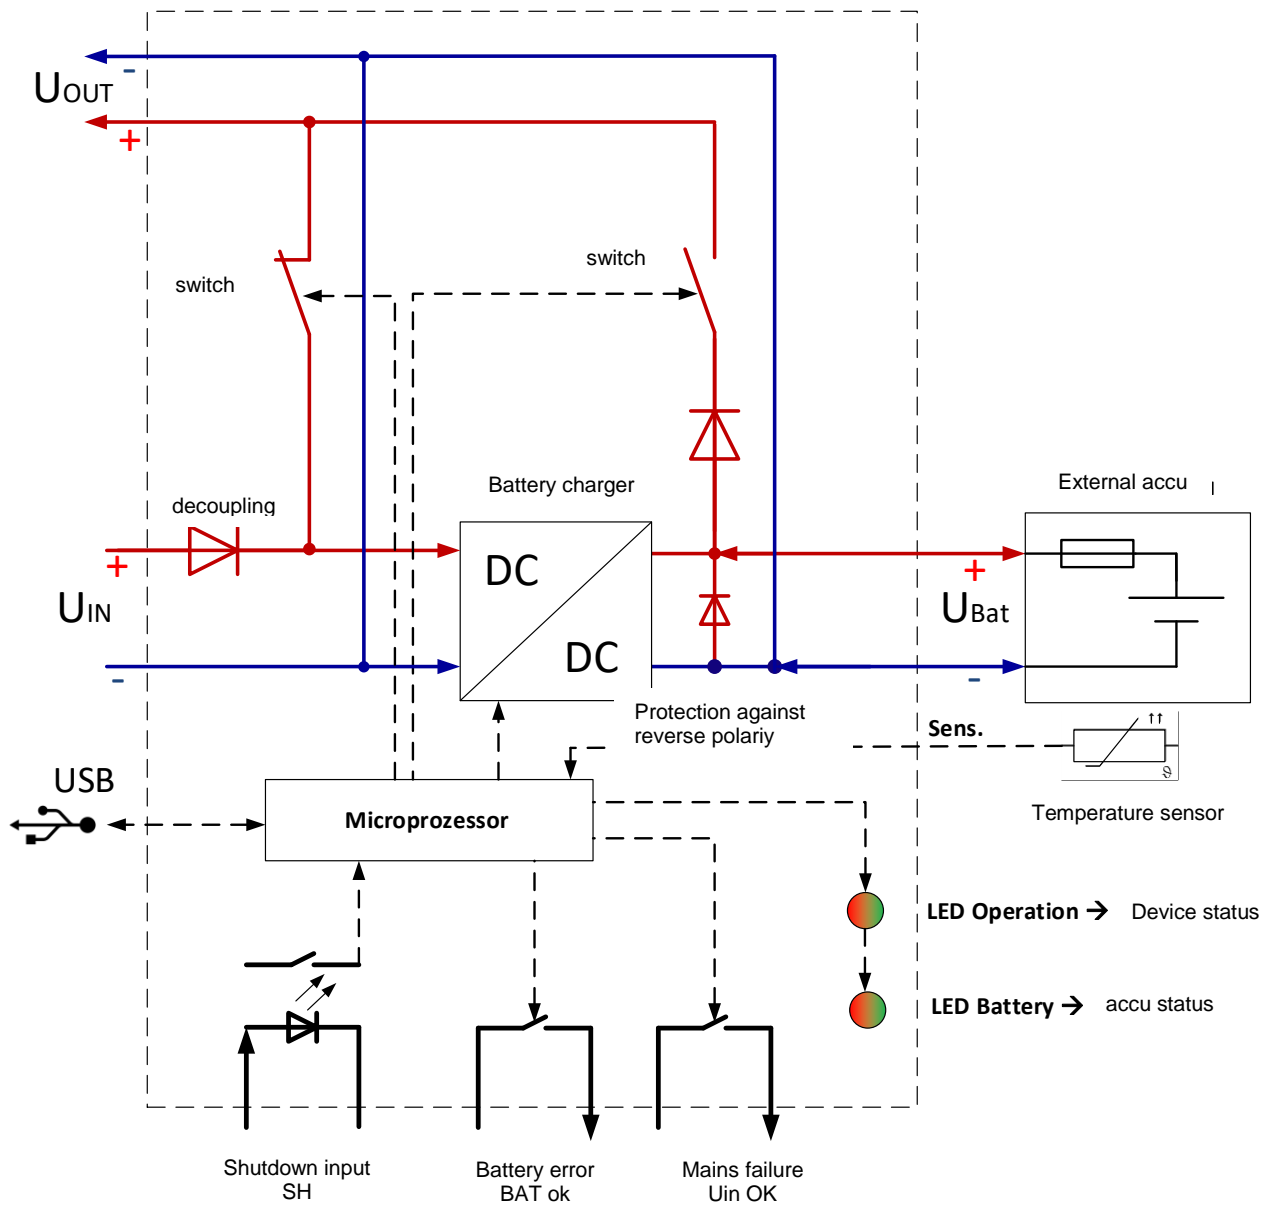 -
UOUT
+
switch
switch
Battery charger
External accu
decoupling
DC
+
+
UIN
UBat
DC
-
-
Protection against
reverse polariy
Sens.
↑↑
ϑ
USB
Temperature sensor
Microprozessor
LED Operation → Device status
LED Battery → accu status
Shutdown input
SH
Battery error
BAT ok
Mains failure
Uin OK